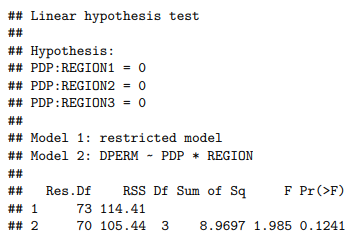 ## Linear hypothesis test
##
## Hypothesis:
## PDP:REGION1 = 0
## PDP:REGION2 = 0
## PDP:REGION3 = 0
##
## Model 1: restricted model
## Model 2: DPERM ~ PDP * REGION
##
##   Res.Df    RSS Df Sum of Sq     F Pr(>F)
## 1     73 114.41
## 2     70 105.44  3    8.9697 1.985 0.1241